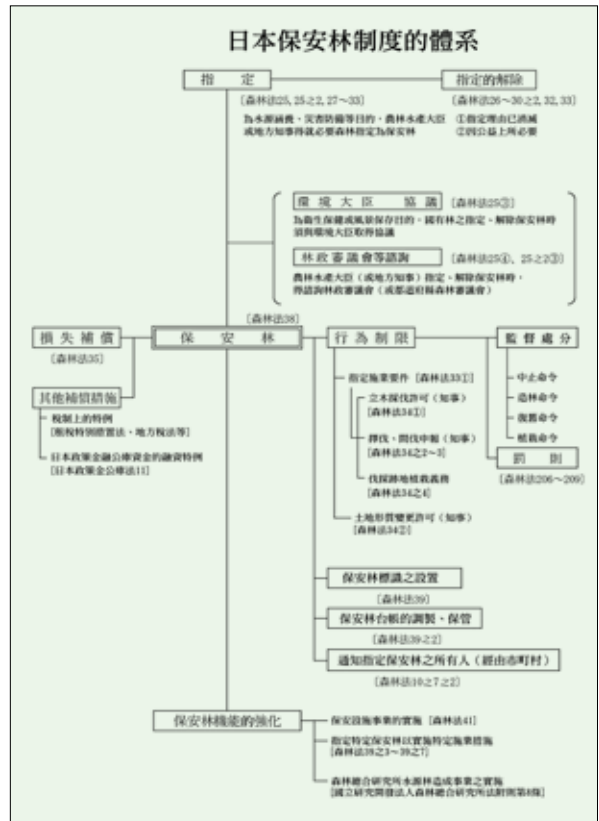 日本保安林制度的體系
指　定
指定的解除
[森林法25, 25之2, 27～33]
[森林法26～30之2, 32, 33]
為水源涵養、災害防備等目的，農林水產大臣
或地方知事得就必要森林指定為保安林
①指定理由已消滅
②因公益上所必要
環境大臣　協議
[森林法25③]
為衛生保健或風景保存目的，國有林之指定、解除保安林時
須與環境大臣取得協議
林政審議會等諮詢
[森林法25④、25之2③]
農林水產大臣（或地方知事）指定、解除保安林時，
得諮詢林政審議會（或都道府縣森林審議會）
損失補償
[森林法35]
保　安　林
[森林法38]
行為制限
監督處分
其他補償措施
稅制上的特例
[租稅特別措置法、地方稅法等]
日本政策金融公庫資金的融資特例
[日本政策金融公庫法11]
指定施業要件 [森林法33①]
立木採伐許可（知事）
[森林法34①]
擇伐、間伐申報（知事）
[森林法34之2～3]
伐採跡地植栽義務
[森林法34之4]
土地形質變更許可（知事）
[森林法34②]
中止命令
造林命令
復舊命令
植栽命令
罰　則
[森林法206～209]
保安林標識之設置
[森林法39]
保安林台帳的調製、保管
[森林法39之2]
通知指定保安林之所有人（經由市町村）
[森林法10之7之2]
保安林機能的強化
保安設施事業的實施 [森林法41]
指定特定保安林以實施特定施業措施
[森林法39之3～39之7]
森林總合研究所水源林造成事業之實施
[國立研究開發法人森林總合研究所法附則第8條]